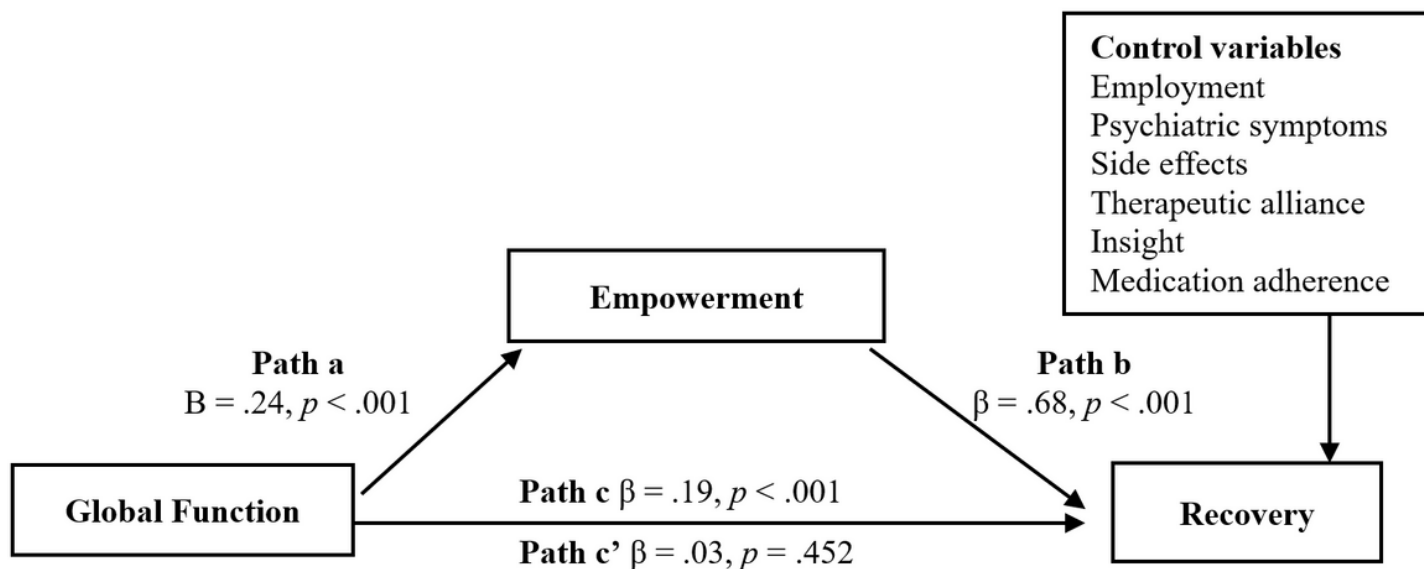 Control variables
Employment
Psychiatric symptoms
Side effects
Therapeutic alliance
Insight
Medication adherence
Empowerment
Path a
B = .24, p < .001
Path b
β = .68, p < .001
Global Function
Path c β = .19, p < .001
Path c’ β = .03, p = .452
Recovery